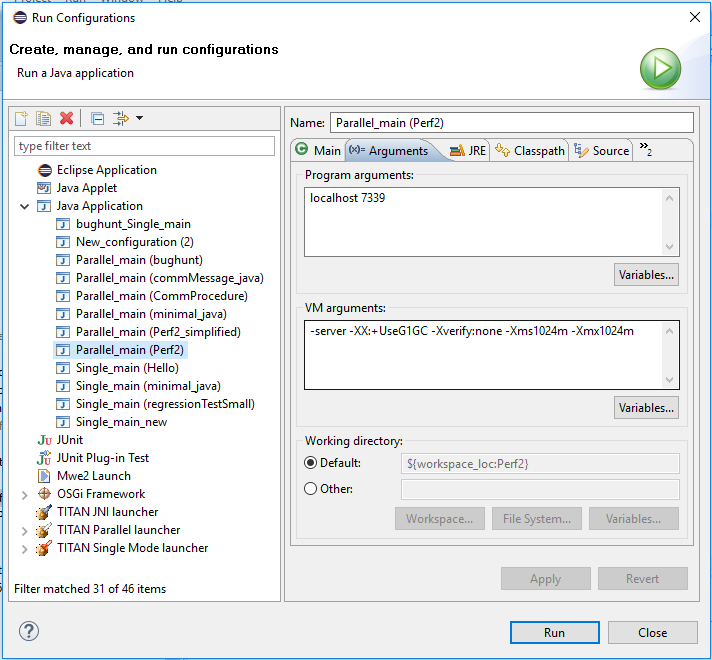 Project Run Window Help
Run Configurations
Create, manage, and run configurations
Run a Java application
type filter text
Eclipse Application
Java Applet
Java Application
bughunt_Single_main
New_configuration (2)
Parallel_main (bughunt)
Parallel_main (commMessage_java)
Parallel_main (CommProcedure)
Parallel_main (minimal_java)
Parallel_main (Perf2_simplified)
Parallel_main (Perf2)
Single_main (Hello)
Single_main (minimal_java)
Single_main (regressionTestSmall)
Single_main_new
JUnit
JUnit Plug-in Test
Mwe2 Launch
OSGi Framework
TITAN JNI launcher
TITAN Parallel launcher
TITAN Single Mode launcher
Filter matched 31 of 46 items
Name: Parallel_main (Perf2)
Main (x)= Arguments JRE Classpath Source »2
Program arguments:
localhost 7339
Variables...
VM arguments:
-server -XX:+UseG1GC -Xverify:none -Xms1024m -Xmx1024m
Variables...
Working directory:
Default: ${workspace_loc:Perf2}
Other:
Workspace... File System... Variables...
Apply Revert
? Run Close